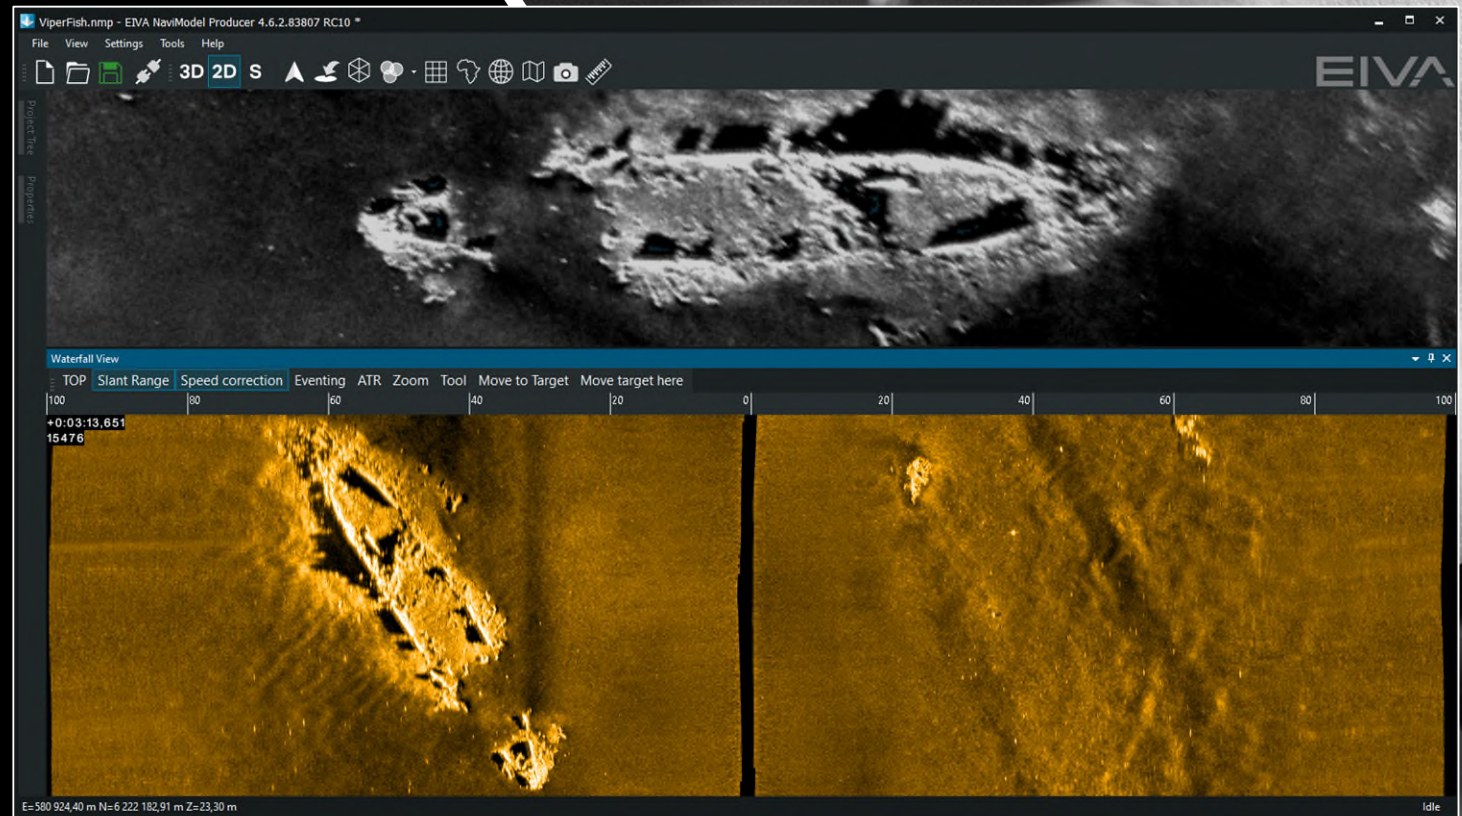 ViperFish.nmp - EIVA NaviModel Producer 4.6.2.83807 RC10 *
File View Settings Tools Help
3D 2D S
EIVA
Project Tree
Properties
Waterfall View
TOP Slant Range Speed correction Eventing ATR Zoom Tool Move to Target Move target here
100 80 60 40 20 0 20 40 60 80 100
+0:03:13,651
15476
E=580 924,40 m N=6 222 182,91 m Z=23,30 m
Idle